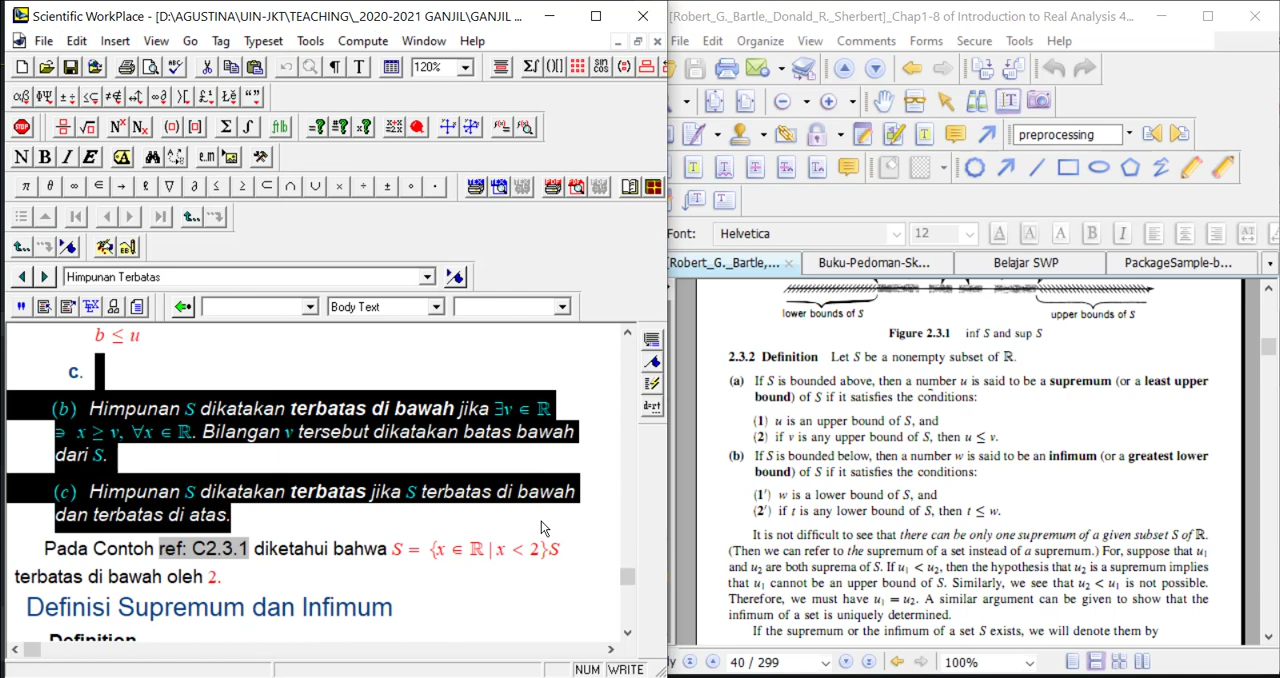 Scientific WorkPlace - [D:\AGUSTINA\UIN-JKT\TEACHING\_2020-2021 GANJIL\GANJIL ...
File Edit Insert View Go Tag Typeset Tools Compute Window Help
120%
Himpunan Terbatas
Body Text
b ≤ u
c.
(b) Himpunan S dikatakan terbatas di bawah jika ∃v ∈ ℝ
∋ x ≥ v, ∀x ∈ ℝ. Bilangan v tersebut dikatakan batas bawah
dari S.
(c) Himpunan S dikatakan terbatas jika S terbatas di bawah
dan terbatas di atas.
Pada Contoh ref: C2.3.1 diketahui bahwa S = {x ∈ ℝ | x < 2}S
terbatas di bawah oleh 2.
Definisi Supremum dan Infimum
Definition
NUM WRITE
[Robert_G._Bartle,_Donald_R._Sherbert]_Chap1-8 of Introduction to Real Analysis 4...
File Edit Organize View Comments Forms Secure Tools Help
preprocessing
Font: Helvetica 12
[Robert_G._Bartle,... Buku-Pedoman-Sk... Belajar SWP PackageSample-b...
lower bounds of S upper bounds of S
Figure 2.3.1 inf S and sup S
2.3.2 Definition Let S be a nonempty subset of ℝ.
(a) If S is bounded above, then a number u is said to be a supremum (or a least upper
bound) of S if it satisfies the conditions:
(1) u is an upper bound of S, and
(2) if v is any upper bound of S, then u ≤ v.
(b) If S is bounded below, then a number w is said to be an infimum (or a greatest lower
bound) of S if it satisfies the conditions:
(1′) w is a lower bound of S, and
(2′) if t is any lower bound of S, then t ≤ w.
It is not difficult to see that there can be only one supremum of a given subset S of ℝ.
(Then we can refer to the supremum of a set instead of a supremum.) For, suppose that u₁
and u₂ are both suprema of S. If u₁ < u₂, then the hypothesis that u₂ is a supremum implies
that u₁ cannot be an upper bound of S. Similarly, we see that u₂ < u₁ is not possible.
Therefore, we must have u₁ = u₂. A similar argument can be given to show that the
infimum of a set is uniquely determined.
If the supremum or the infimum of a set S exists, we will denote them by
40 / 299 100%